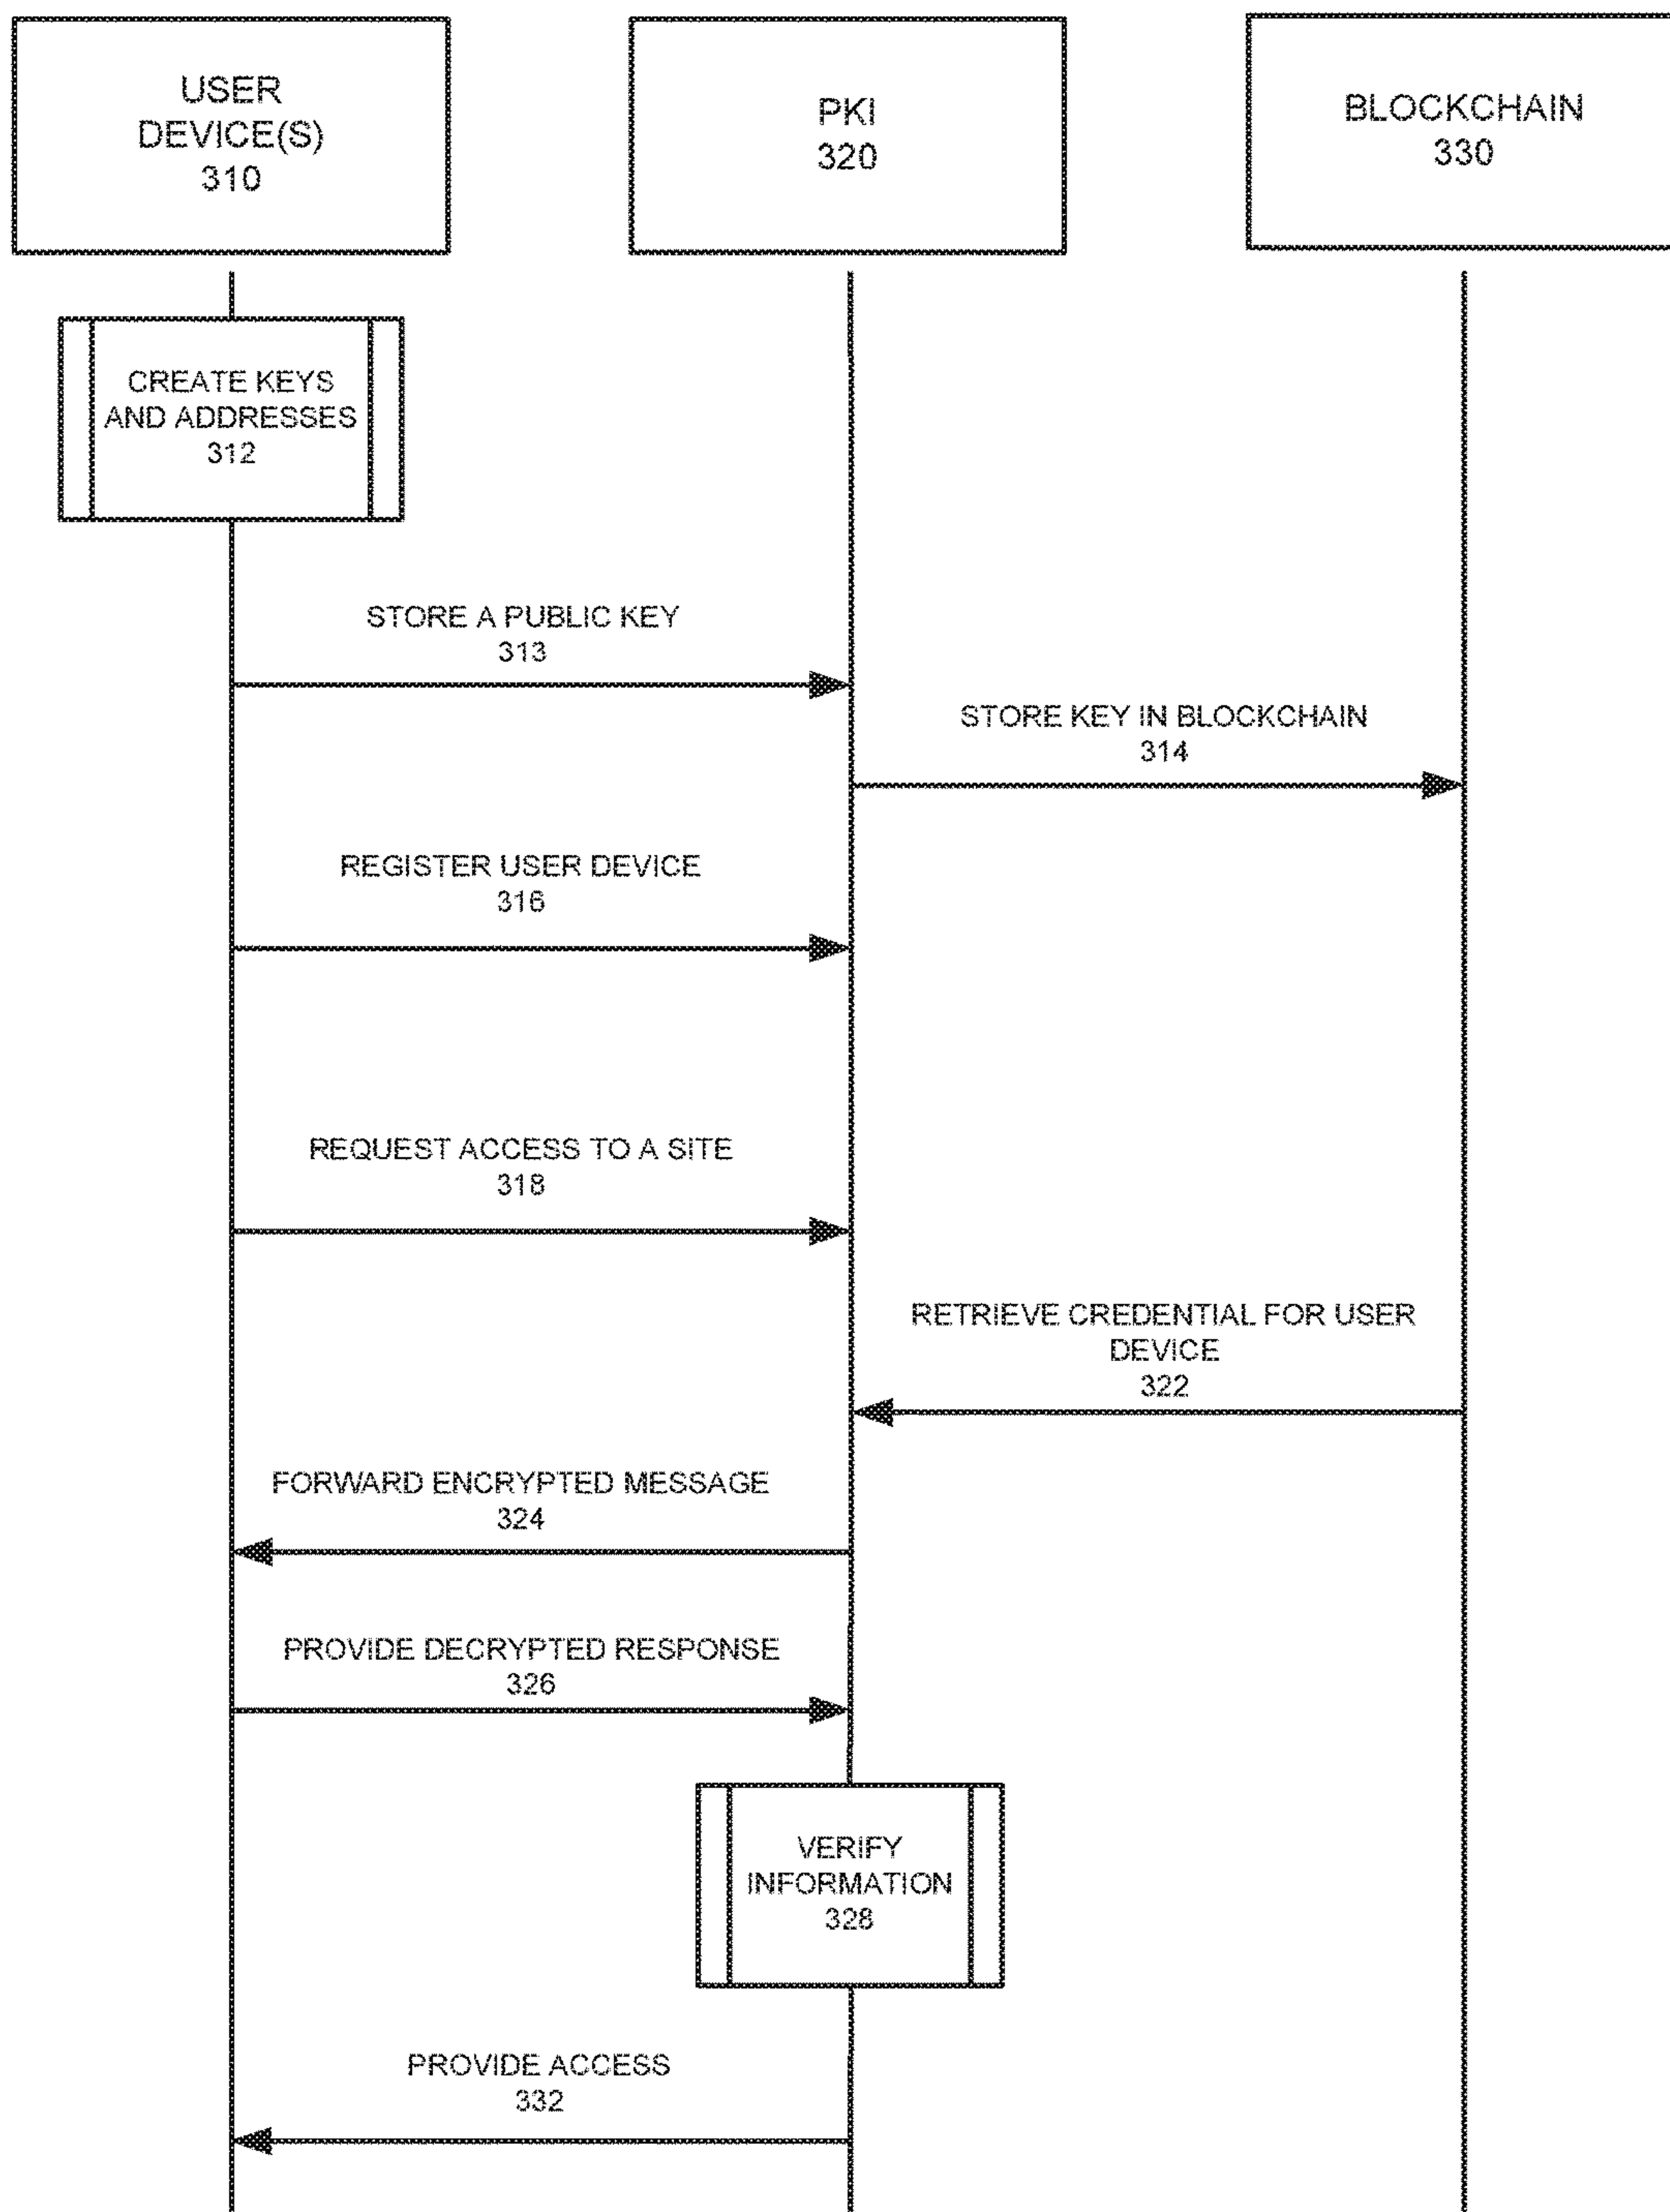 USER
DEVICE(S)
310
PKI
320
BLOCKCHAIN
330
CREATE KEYS
AND ADDRESSES
312
STORE A PUBLIC KEY
313
STORE KEY IN BLOCKCHAIN
314
REGISTER USER DEVICE
316
REQUEST ACCESS TO A SITE
318
RETRIEVE CREDENTIAL FOR USER
DEVICE
322
FORWARD ENCRYPTED MESSAGE
324
PROVIDE DECRYPTED RESPONSE
326
VERIFY
INFORMATION
328
PROVIDE ACCESS
332